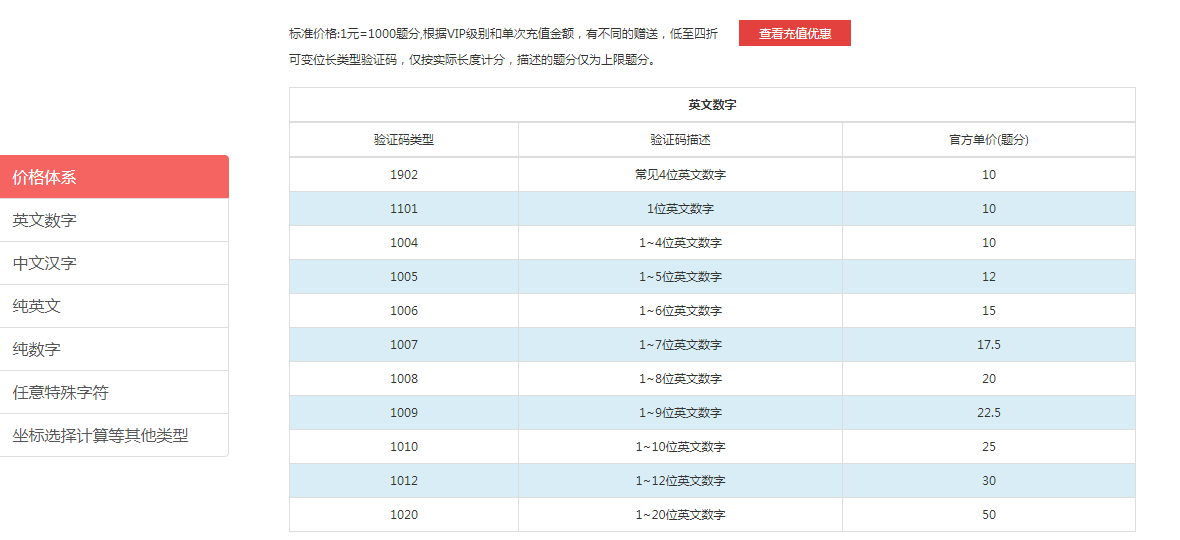 标准价格:1元=1000题分,根据VIP级别和单次充值金额，有不同的赠送，低至四折 查看充值优惠
可变位长类型验证码，仅按实际长度计分，描述的题分仅为上限题分。
价格体系
英文数字
中文汉字
纯英文
纯数字
任意特殊字符
坐标选择计算等其他类型
英文数字
验证码类型 验证码描述 官方单价(题分)
1902 常见4位英文数字 10
1101 1位英文数字 10
1004 1~4位英文数字 10
1005 1~5位英文数字 12
1006 1~6位英文数字 15
1007 1~7位英文数字 17.5
1008 1~8位英文数字 20
1009 1~9位英文数字 22.5
1010 1~10位英文数字 25
1012 1~12位英文数字 30
1020 1~20位英文数字 50